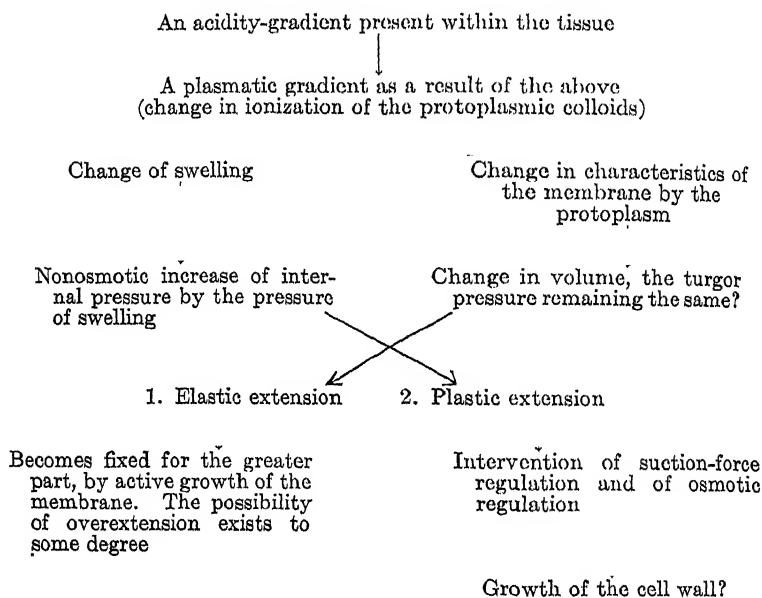 An acidity-gradient present within the tissue
A plasmatic gradient as a result of the above
(change in ionization of the protoplasmic colloids)
Change of swelling
Change in characteristics of
the membrane by the
protoplasm
Nonosmotic increase of inter-
nal pressure by the pressure
of swelling
Change in volume, the turgor
pressure remaining the same?
1. Elastic extension
2. Plastic extension
Becomes fixed for the greater
part, by active growth of the
membrane. The possibility
of overextension exists to
some degree
Intervention of suction-force
regulation and of osmotic
regulation
Growth of the cell wall?